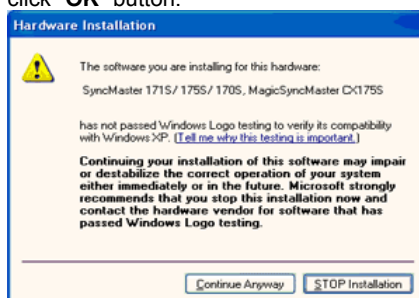 click "OK" button.
Hardware Installation
The software you are installing for this hardware:
SyncMaster 171S/ 175S/ 170S, MagicSyncMaster CX175S
has not passed Windows Logo testing to verify its compatibility
with Windows XP. (Tell me why this testing is important.)
Continuing your installation of this software may impair
or destabilize the correct operation of your system
either immediately or in the future. Microsoft strongly
recommends that you stop this installation now and
contact the hardware vendor for software that has
passed Windows Logo testing.
Continue Anyway STOP Installation